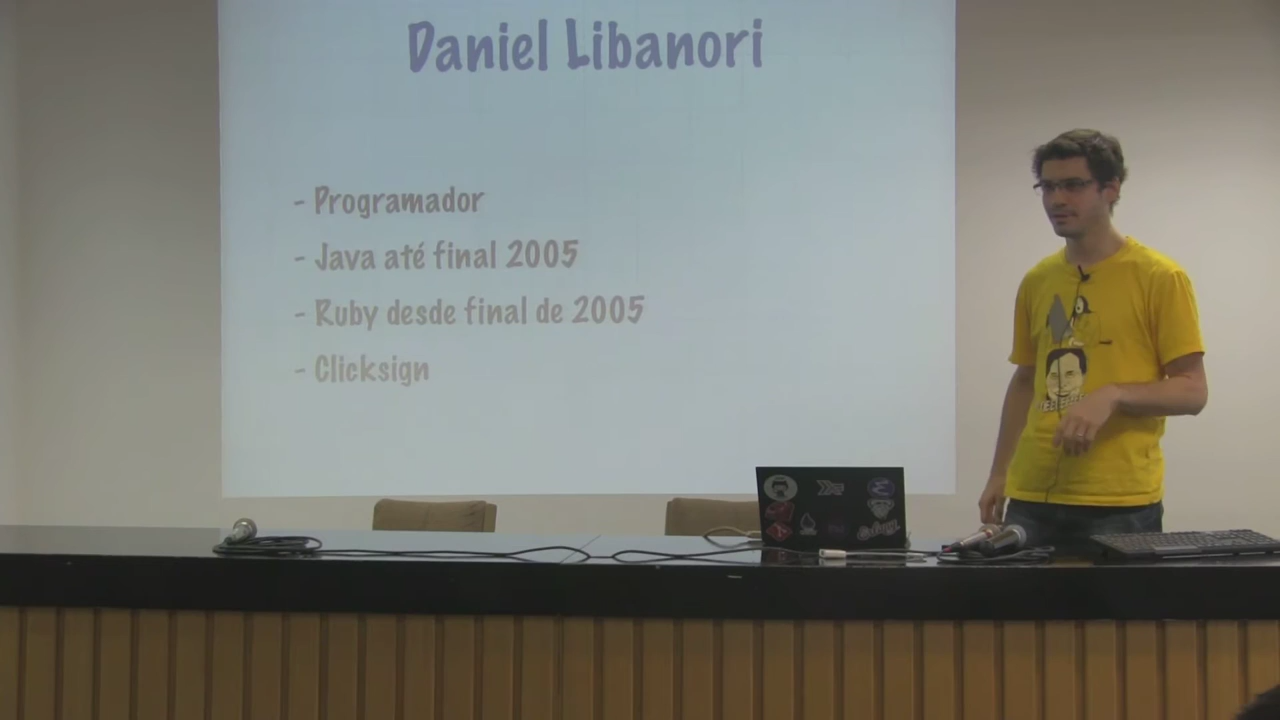 Daniel Libanori
- Programador
- Java até final 2005
- Ruby desde final de 2005
- Clicksign